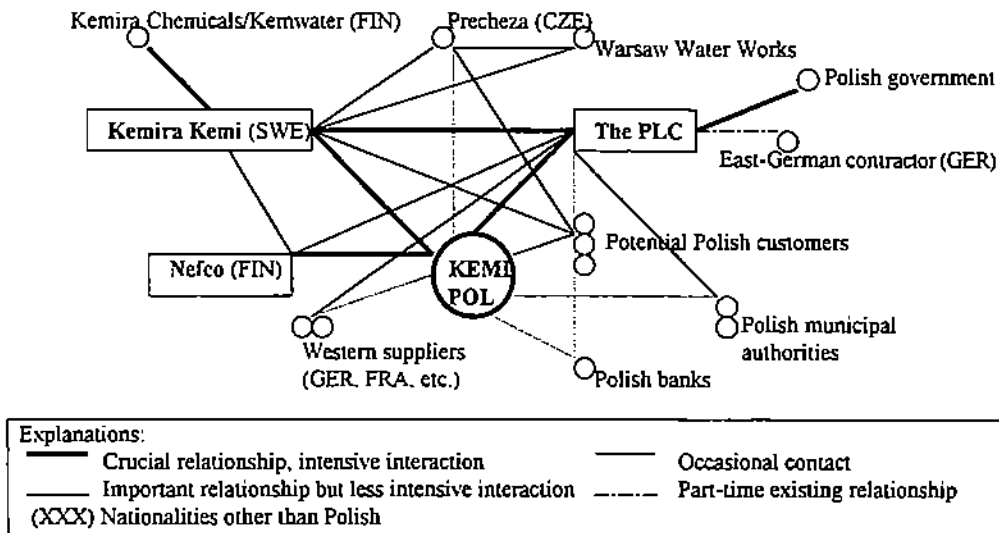 Kemira Chemicals/Kemwater (FIN)
Precheza (CZE)
Warsaw Water Works
Polish government
Kemira Kemi (SWE)
The PLC
East-German contractor (GER)
Potential Polish customers
Nefco (FIN)
KEMI
POL
Polish municipal
authorities
Western suppliers
(GER, FRA, etc.)
Polish banks
Explanations:
Crucial relationship, intensive interaction
Occasional contact
Important relationship but less intensive interaction
Part-time existing relationship
(XXX) Nationalities other than Polish